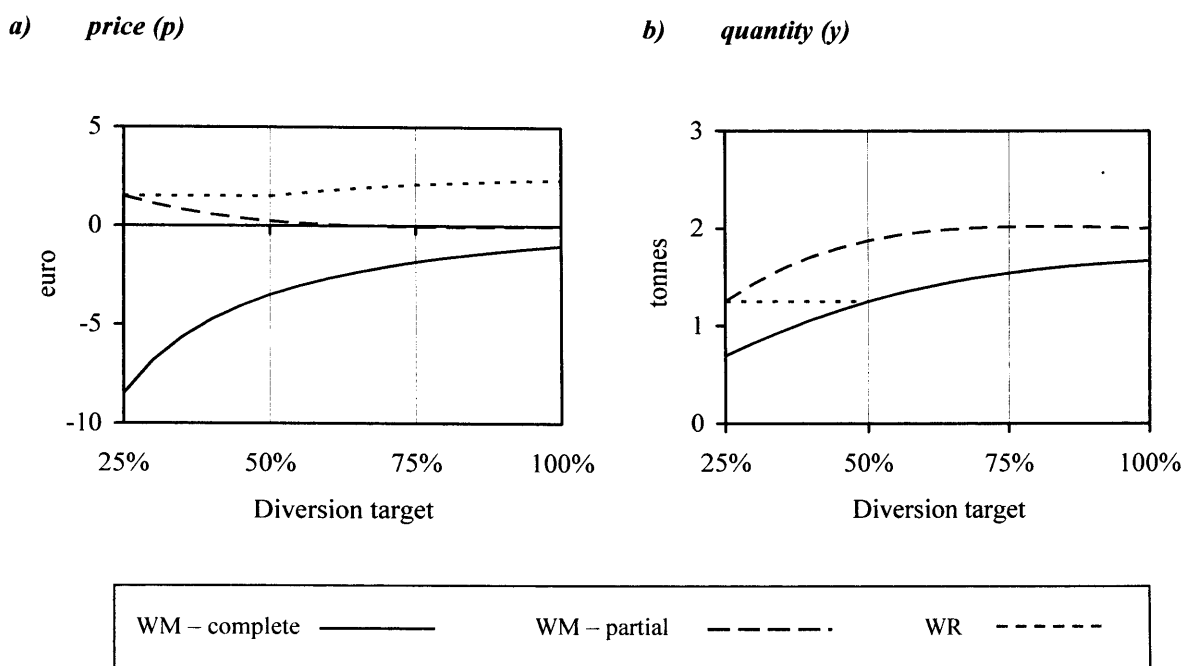 a) price (p)
b) quantity (y)
5
0
-5
-10
euro
25% 50% 75% 100%
Diversion target
3
2
1
0
tonnes
25% 50% 75% 100%
Diversion target
WM – complete
WM – partial
WR